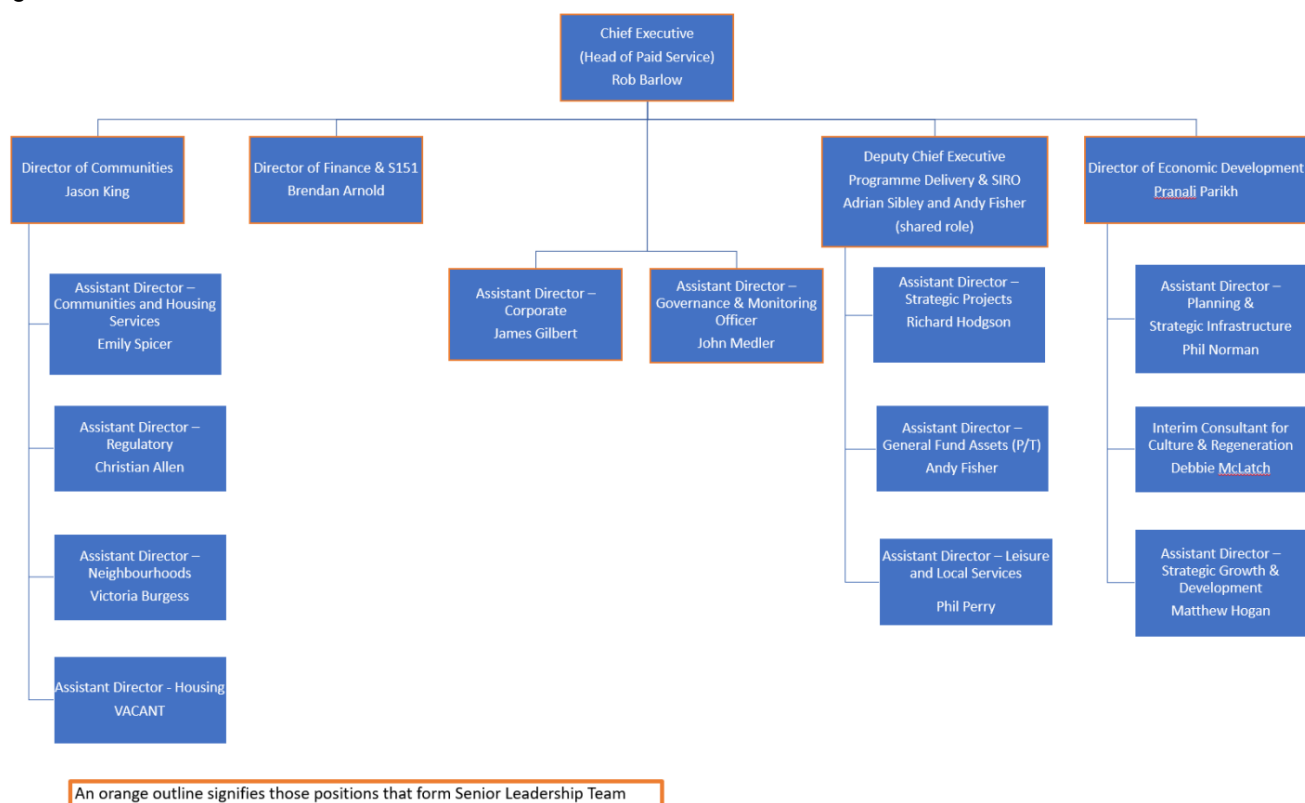 Chief Executive
(Head of Paid Service)
Rob Barlow
Director of Communities
Jason King
Director of Finance & S151
Brendan Arnold
Deputy Chief Executive
Programme Delivery & SIRO
Adrian Sibley and Andy Fisher
(shared role)
Director of Economic Development
Pranali Parikh
Assistant Director –
Corporate
James Gilbert
Assistant Director –
Governance & Monitoring
Officer
John Medler
Assistant Director –
Communities and Housing
Services
Emily Spicer
Assistant Director –
Regulatory
Christian Allen
Assistant Director –
Neighbourhoods
Victoria Burgess
Assistant Director - Housing
VACANT
Assistant Director –
Strategic Projects
Richard Hodgson
Assistant Director –
General Fund Assets (P/T)
Andy Fisher
Assistant Director – Leisure
and Local Services
Phil Perry
Assistant Director –
Planning &
Strategic Infrastructure
Phil Norman
Interim Consultant for
Culture & Regeneration
Debbie McLatch
Assistant Director –
Strategic Growth &
Development
Matthew Hogan
An orange outline signifies those positions that form Senior Leadership Team